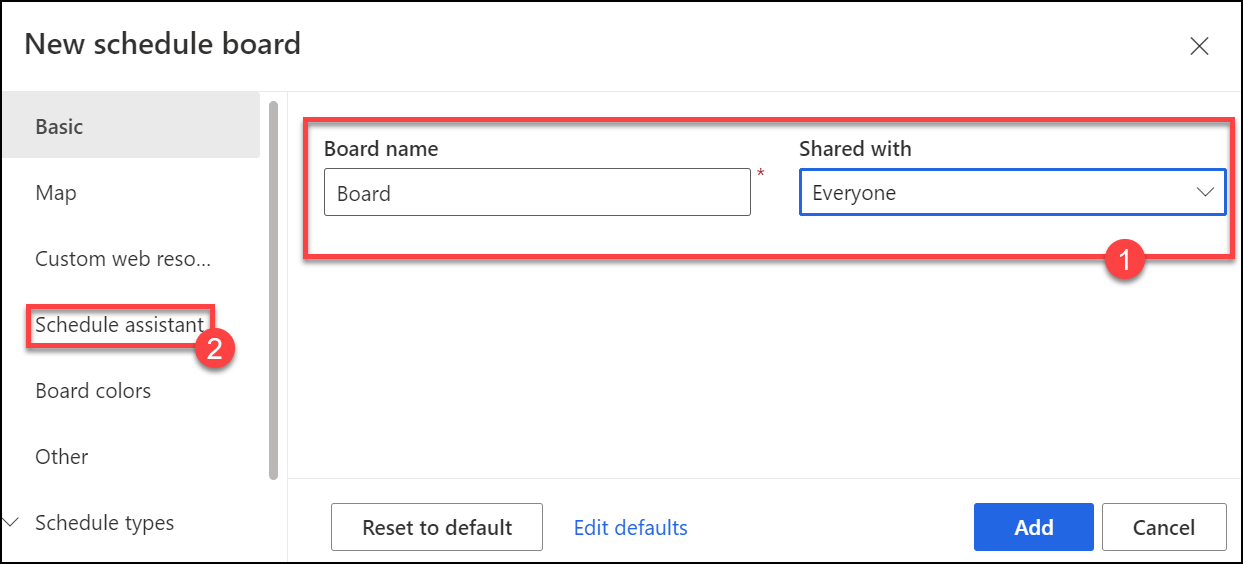 New schedule board
Basic
Map
Custom web reso...
Schedule assistant
2
Board colors
Other
Schedule types
Board name
Board
*
Shared with
Everyone
1
Reset to default
Edit defaults
Add
Cancel